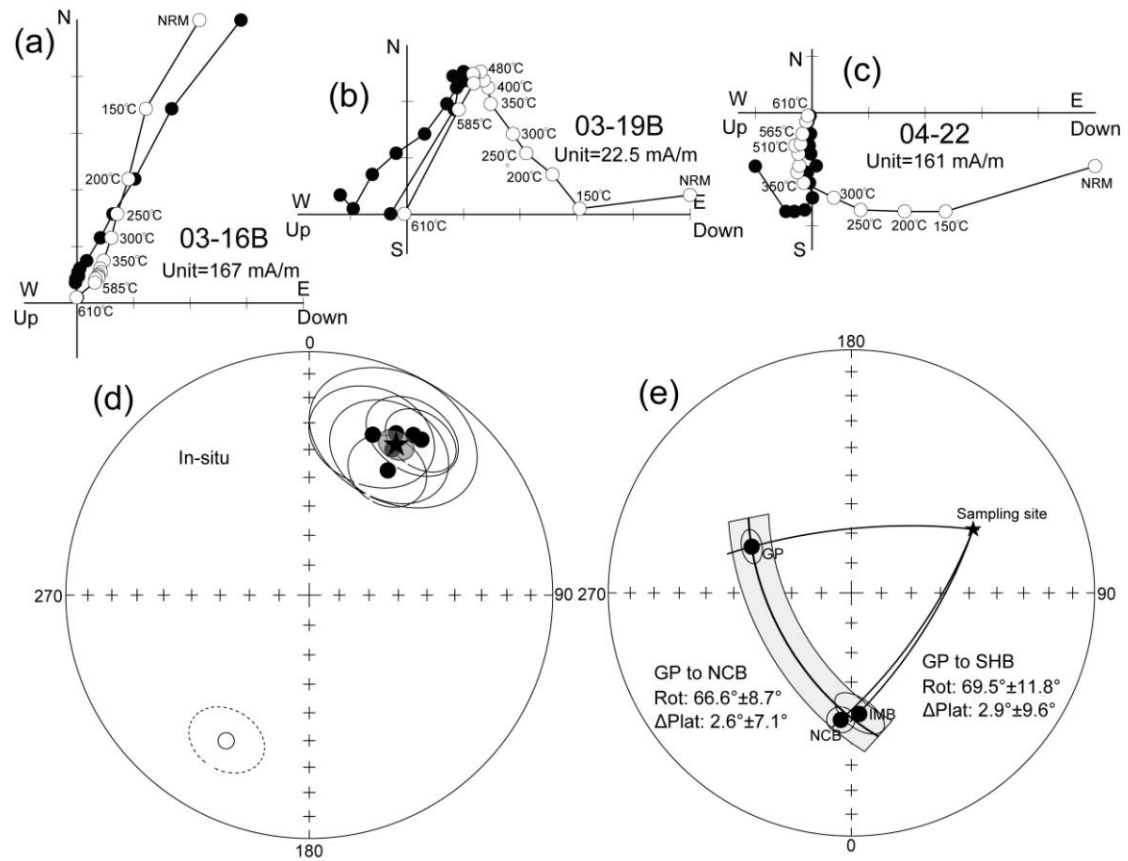 (a)
N
NRM
150℃
200℃
250℃
300℃
350℃
585℃
610℃
03-16B
Unit=167 mA/m
W
Up
E
Down
(b)
N
480℃
400℃
350℃
585℃
300℃
250℃
200℃
150℃
NRM
610℃
03-19B
Unit=22.5 mA/m
W
Up
E
Down
S
(c)
N
W
Up
E
Down
610℃
565℃
510℃
350℃
300℃
250℃
200℃
150℃
NRM
04-22
Unit=161 mA/m
S
(d)
0
In-situ
270
90
180
(e)
180
Sampling site
GP
270
90
GP to NCB
Rot: 66.6°±8.7°
ΔPlat: 2.6°±7.1°
GP to SHB
Rot: 69.5°±11.8°
ΔPlat: 2.9°±9.6°
IMB
NCB
0